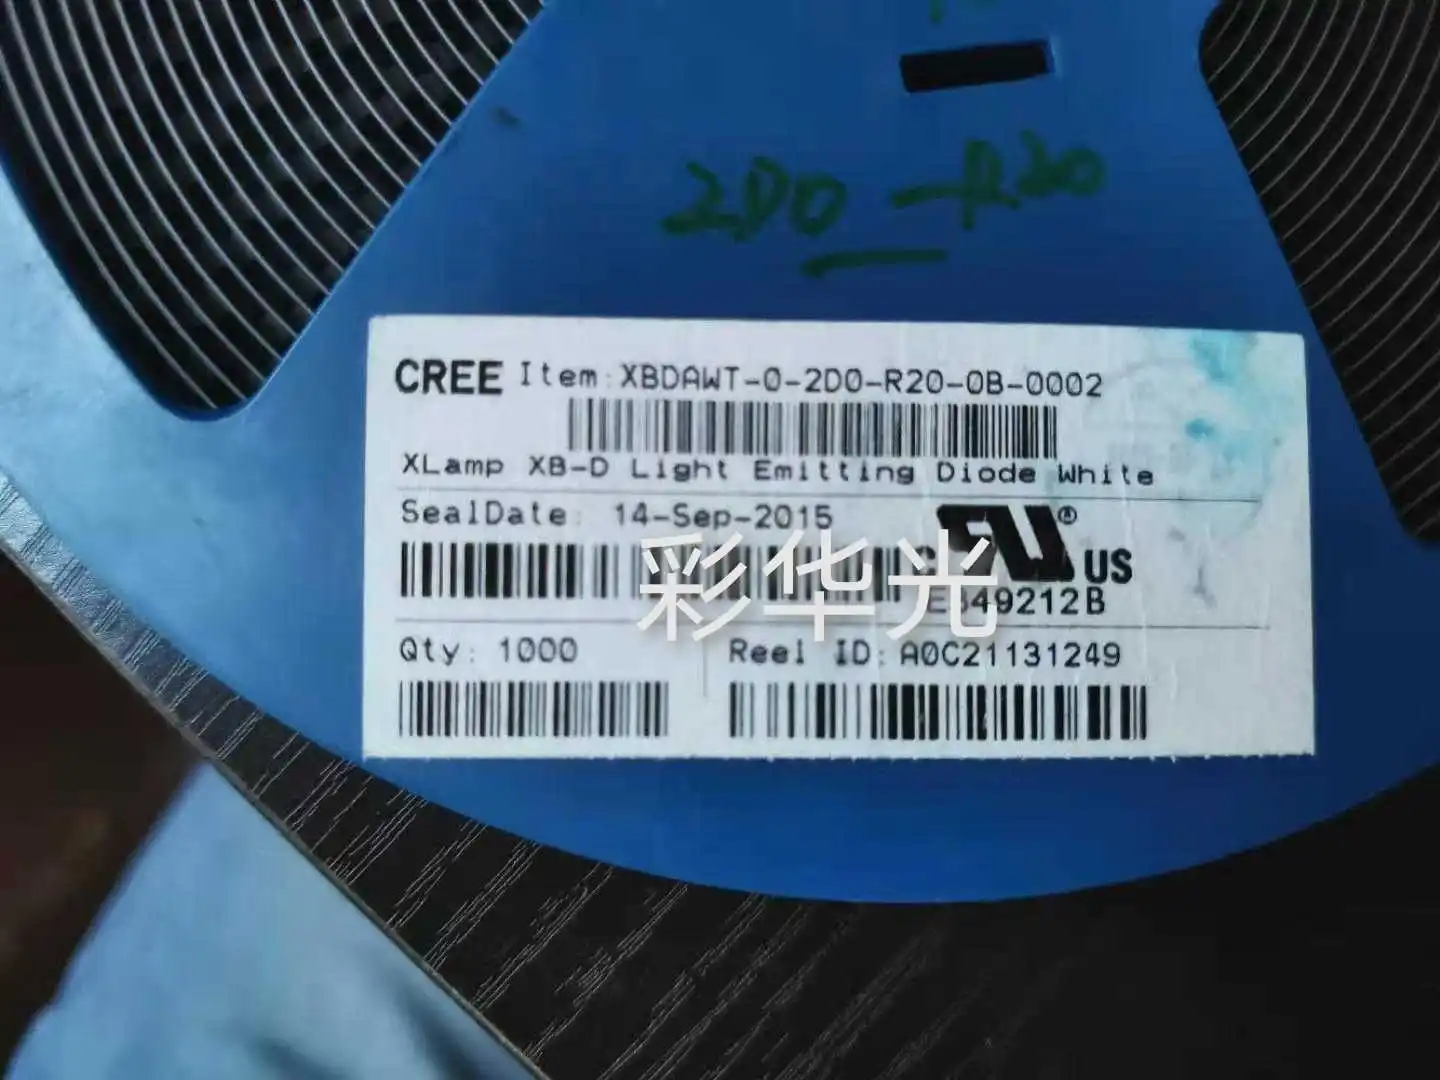 2D0-R20
CREE Item:XBDAWT-0-2D0-R20-0B-0002
XLamp XB-D Light Emitting Diode White
SealDate: 14-Sep-2015
®
C US
彩华光
E349212B
Qty: 1000
Reel ID: A0C21131249